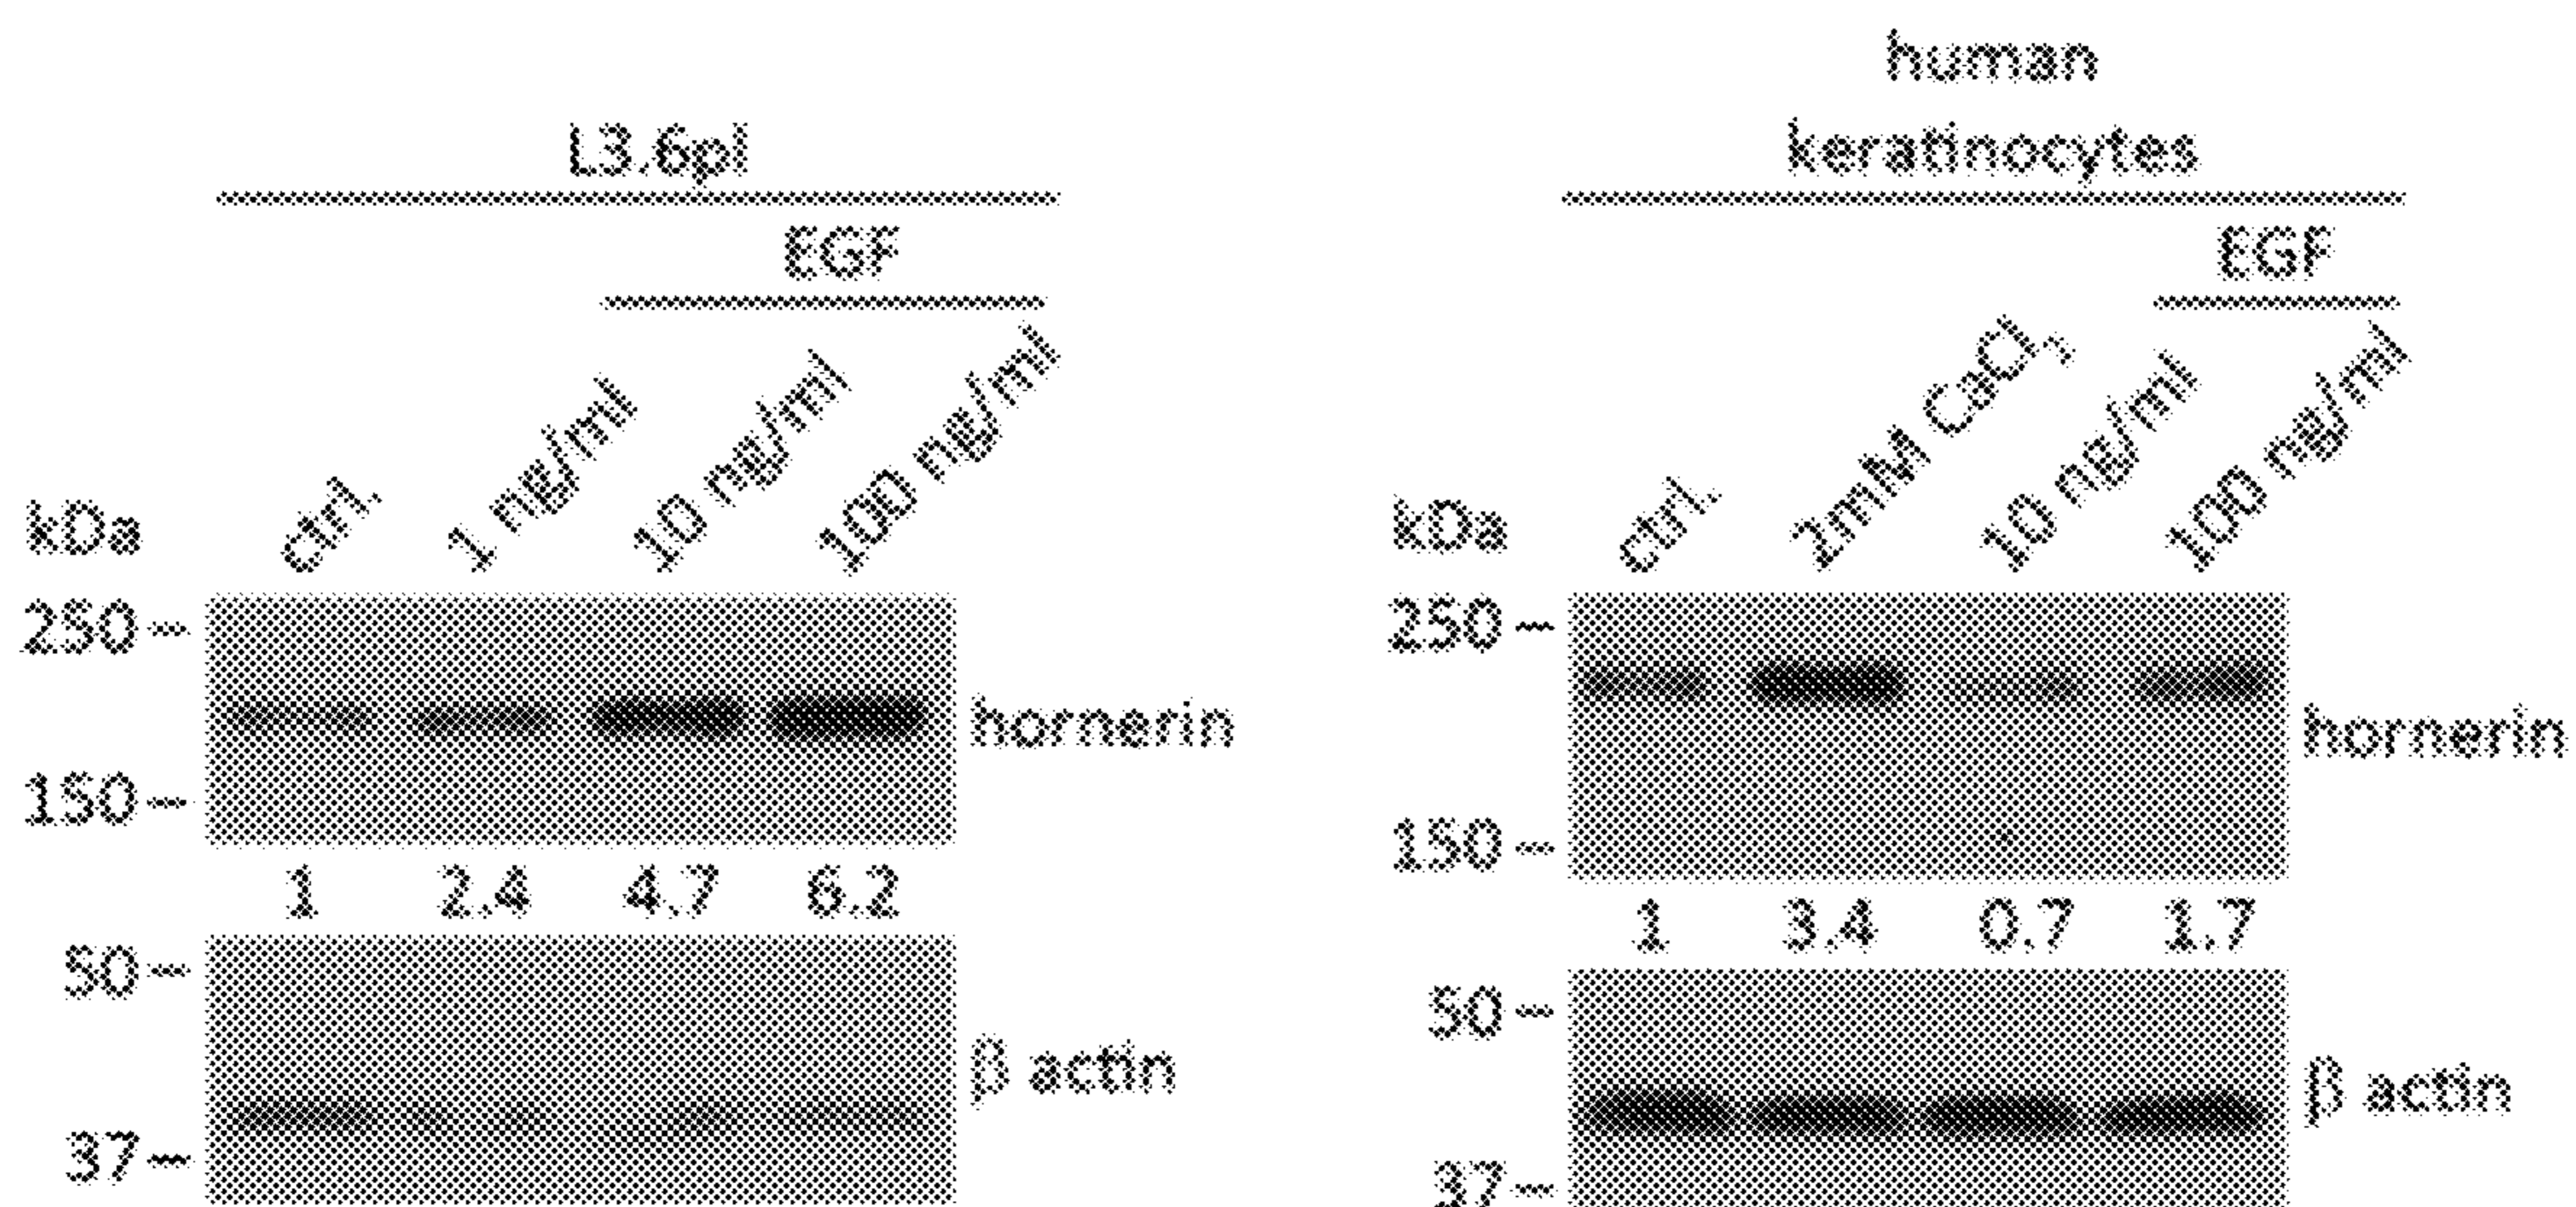 L3.6pl
EGF
kDa
ctrl.
1 ng/ml
10 ng/ml
100 ng/ml
250
150
hornerin
1 2.4 4.7 6.2
50
37
β actin
human
keratinocytes
EGF
kDa
ctrl.
2mM CaCl2
10 ng/ml
100 ng/ml
250
150
hornerin
1 3.4 0.7 1.7
50
37
β actin